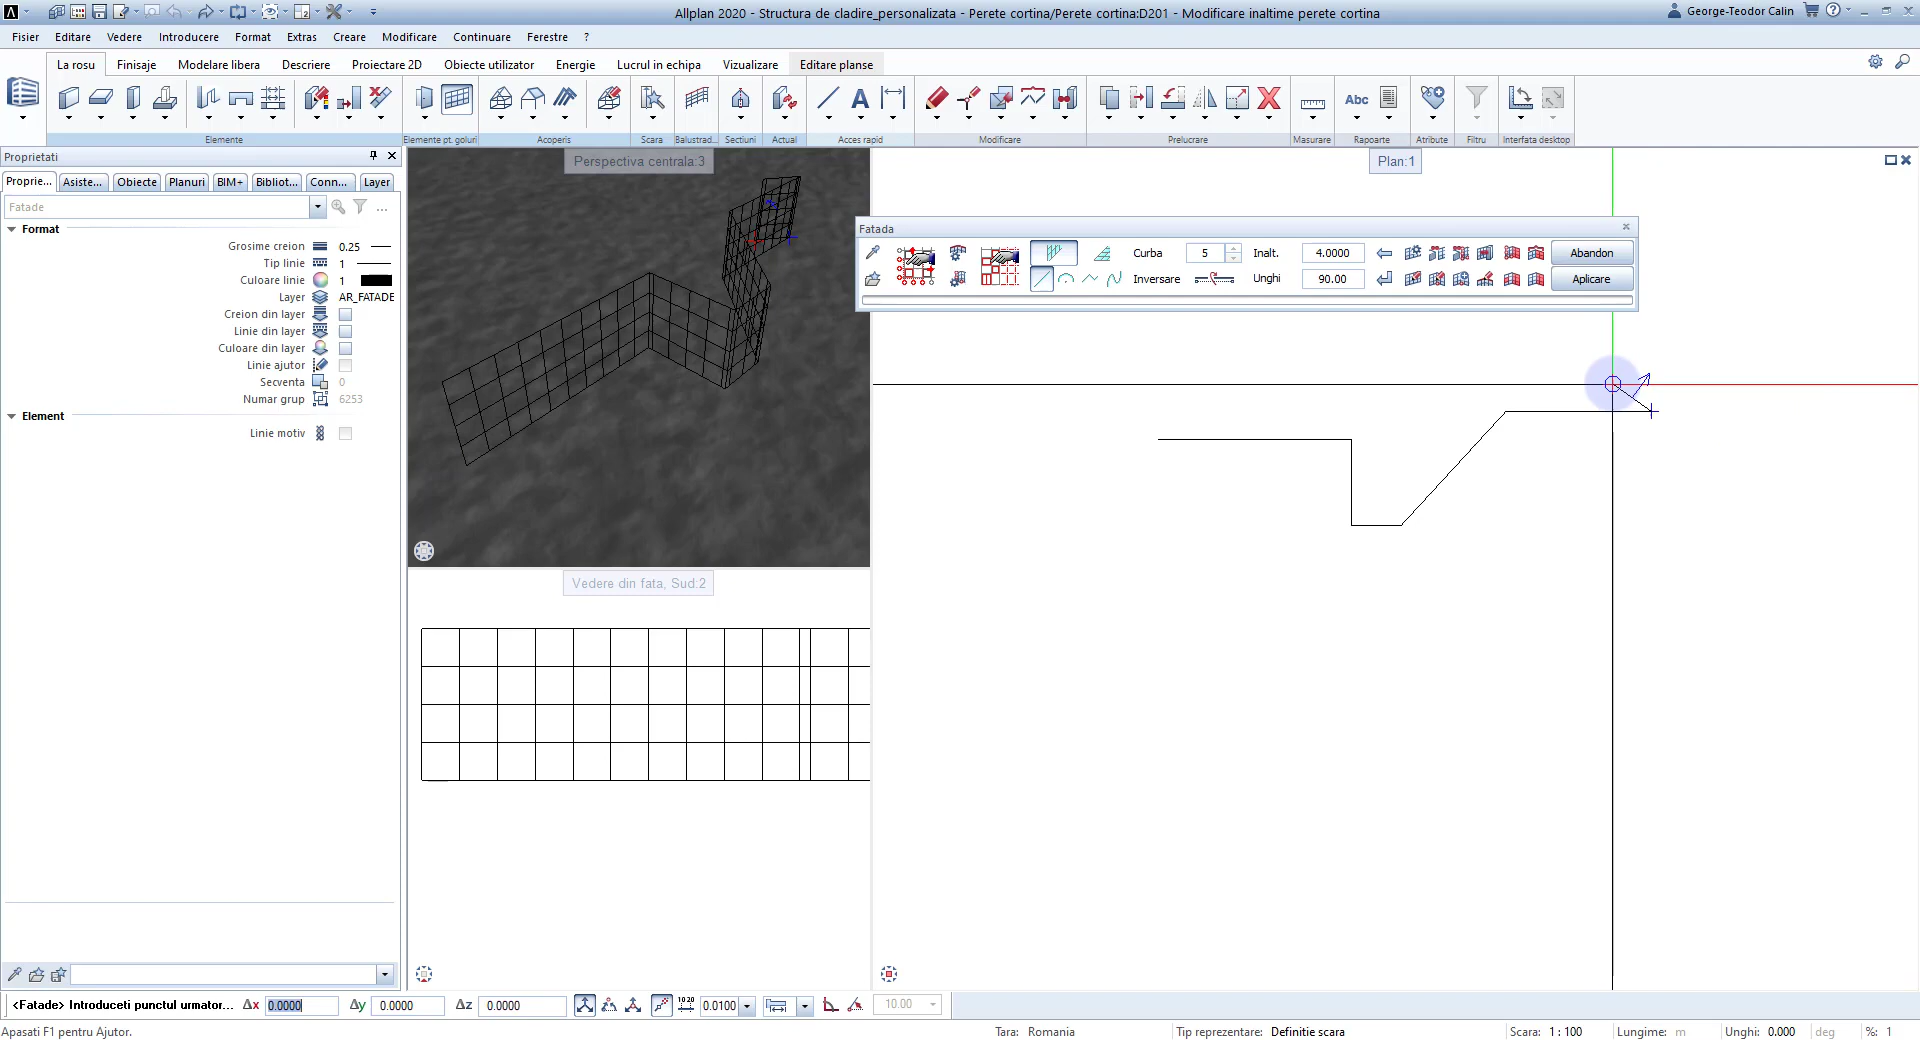 Allplan 2020 - Structura de cladire_personalizata - Perete cortina/Perete cortina:D201 - Modificare inaltime perete cortina
George-Teodor Calin
Fisier Editare Vedere Introducere Format Extras Creare Modificare Continuare Ferestre ?
La rosu Finisaje Modelare libera Descriere Proiectare 2D Obiecte utilizator Energie Lucrul in echipa Vizualizare Editare planse
Abc
Elemente Elemente pt. goluri Acoperis Scara Balustrad... Sectiuni Actual Acces rapid Modificare Prelucrare Masurare Rapoarte Atribute Filtru Interfata desktop
Proprietati
Proprie... Asiste... Obiecte Planuri BIM+ Bibliot... Conn... Layer
Fatade
...
Format
Grosime creion 0.25
Tip linie 1
Culoare linie 1
Layer AR_FATADE
Creion din layer
Linie din layer
Culoare din layer
Linie ajutor
Secventa 0
Numar grup 6253
Element
Linie motiv
Perspectiva centrala:3
Vedere din fata, Sud:2
Plan:1
Fatada
Curba 5 Inalt. 4.0000 Abandon
Inversare Unghi 90.00 Aplicare
<Fatade> Introduceti punctul urmator... Δx 0.0000 Δy 0.0000 Δz 0.0000 1020 0.0100 10.00
Apasati F1 pentru Ajutor. Tara: Romania Tip reprezentare: Definitie scara Scara: 1 : 100 Lungime: m Unghi: 0.000 deg %: 1